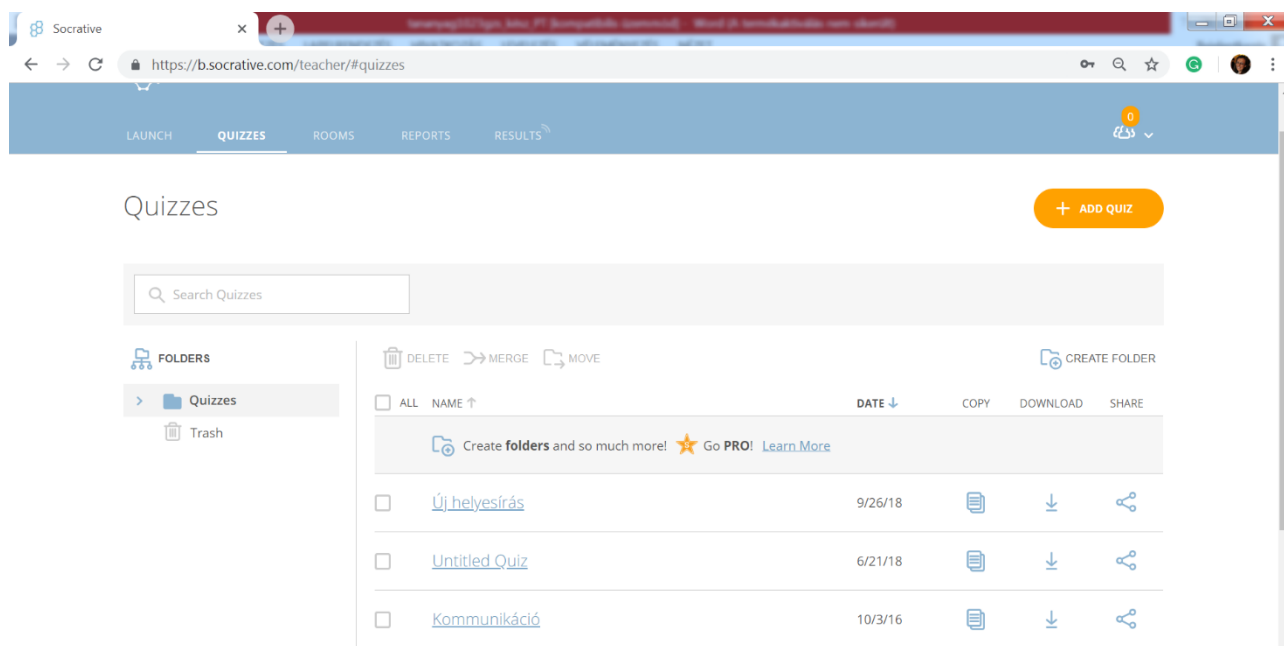 Socrative
https://b.socrative.com/teacher/#quizzes
LAUNCH QUIZZES ROOMS REPORTS RESULTS
0
Quizzes
+ ADD QUIZ
Search Quizzes
FOLDERS
DELETE MERGE MOVE CREATE FOLDER
Quizzes
ALL NAME DATE COPY DOWNLOAD SHARE
Trash
Create folders and so much more! Go PRO! Learn More
Új helyesírás 9/26/18
Untitled Quiz 6/21/18
Kommunikáció 10/3/16